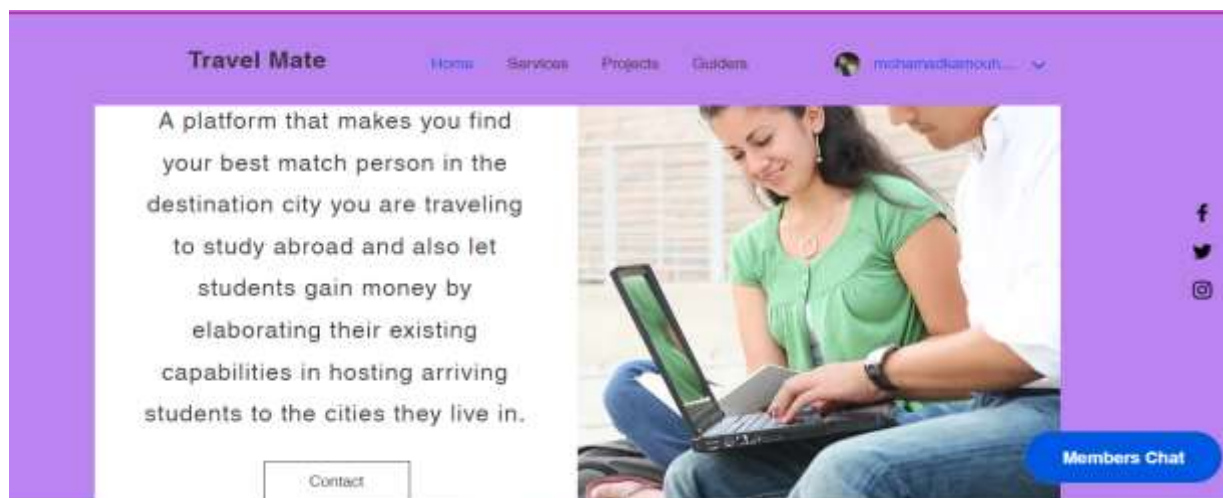 Travel Mate
Home Services Projects Guiders mohamadkamouh...
A platform that makes you find
your best match person in the
destination city you are traveling
to study abroad and also let
students gain money by
elaborating their existing
capabilities in hosting arriving
students to the cities they live in.
Contact
Members Chat